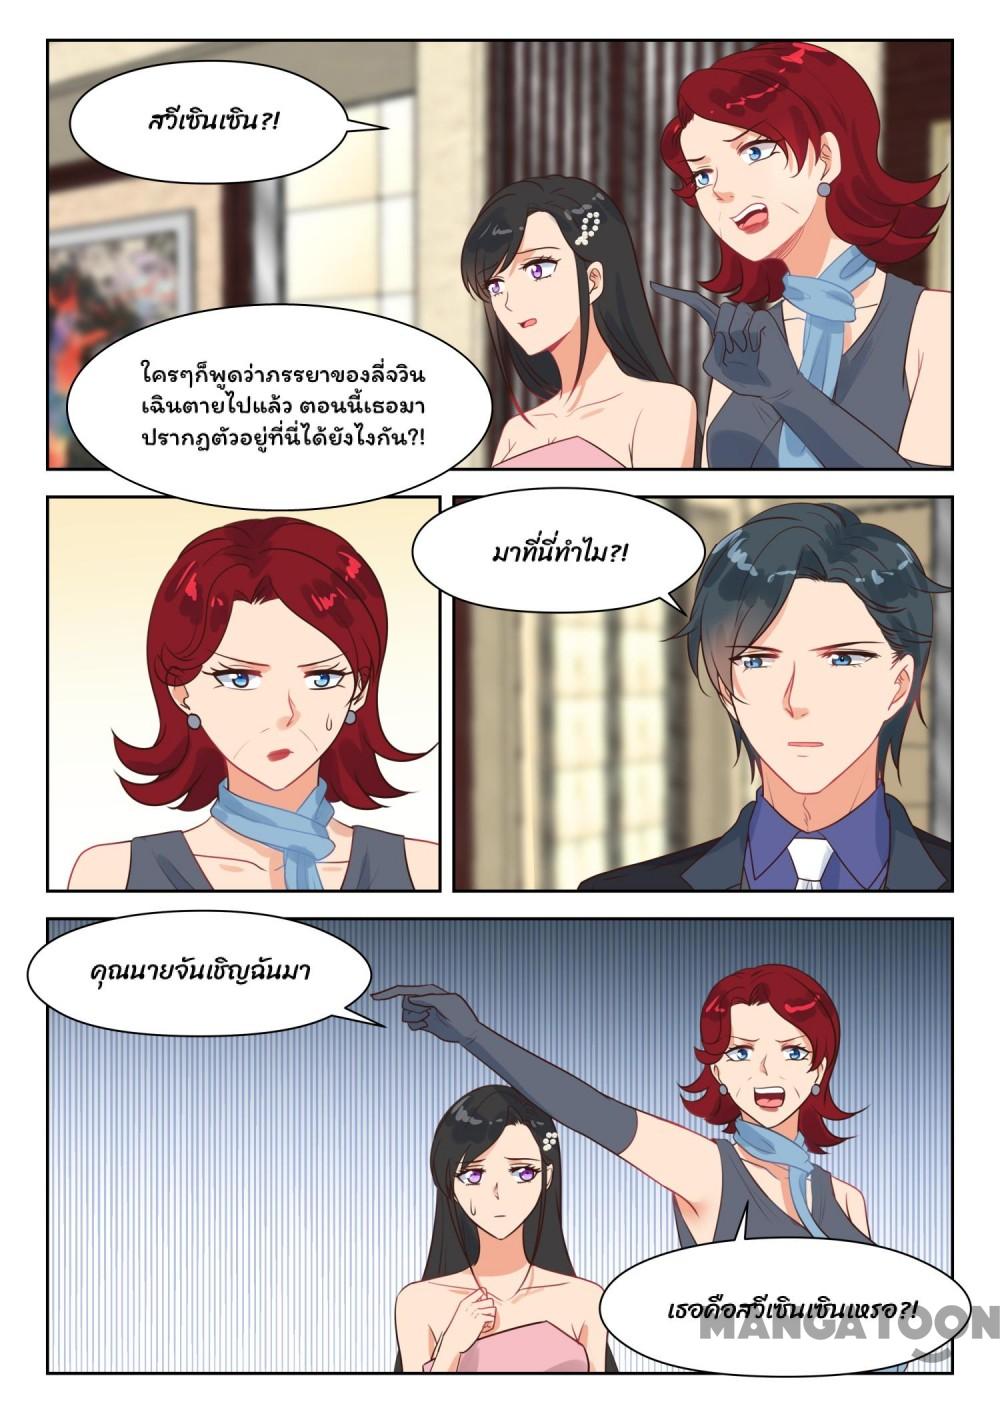 สวีเซินเซิน?!
ใครๆก็พูดว่าภรรยาของลี่จวิน
เฉินตายไปแล้ว ตอนนี้เธอมา
ปรากฏตัวอยู่ที่นี่ได้ยังไงกัน?!
มาที่นี่ทำไม?!
คุณนายจันเชิญฉันมา
เธอคือสวีเซินเซินเหรอ?!
MANGATOON